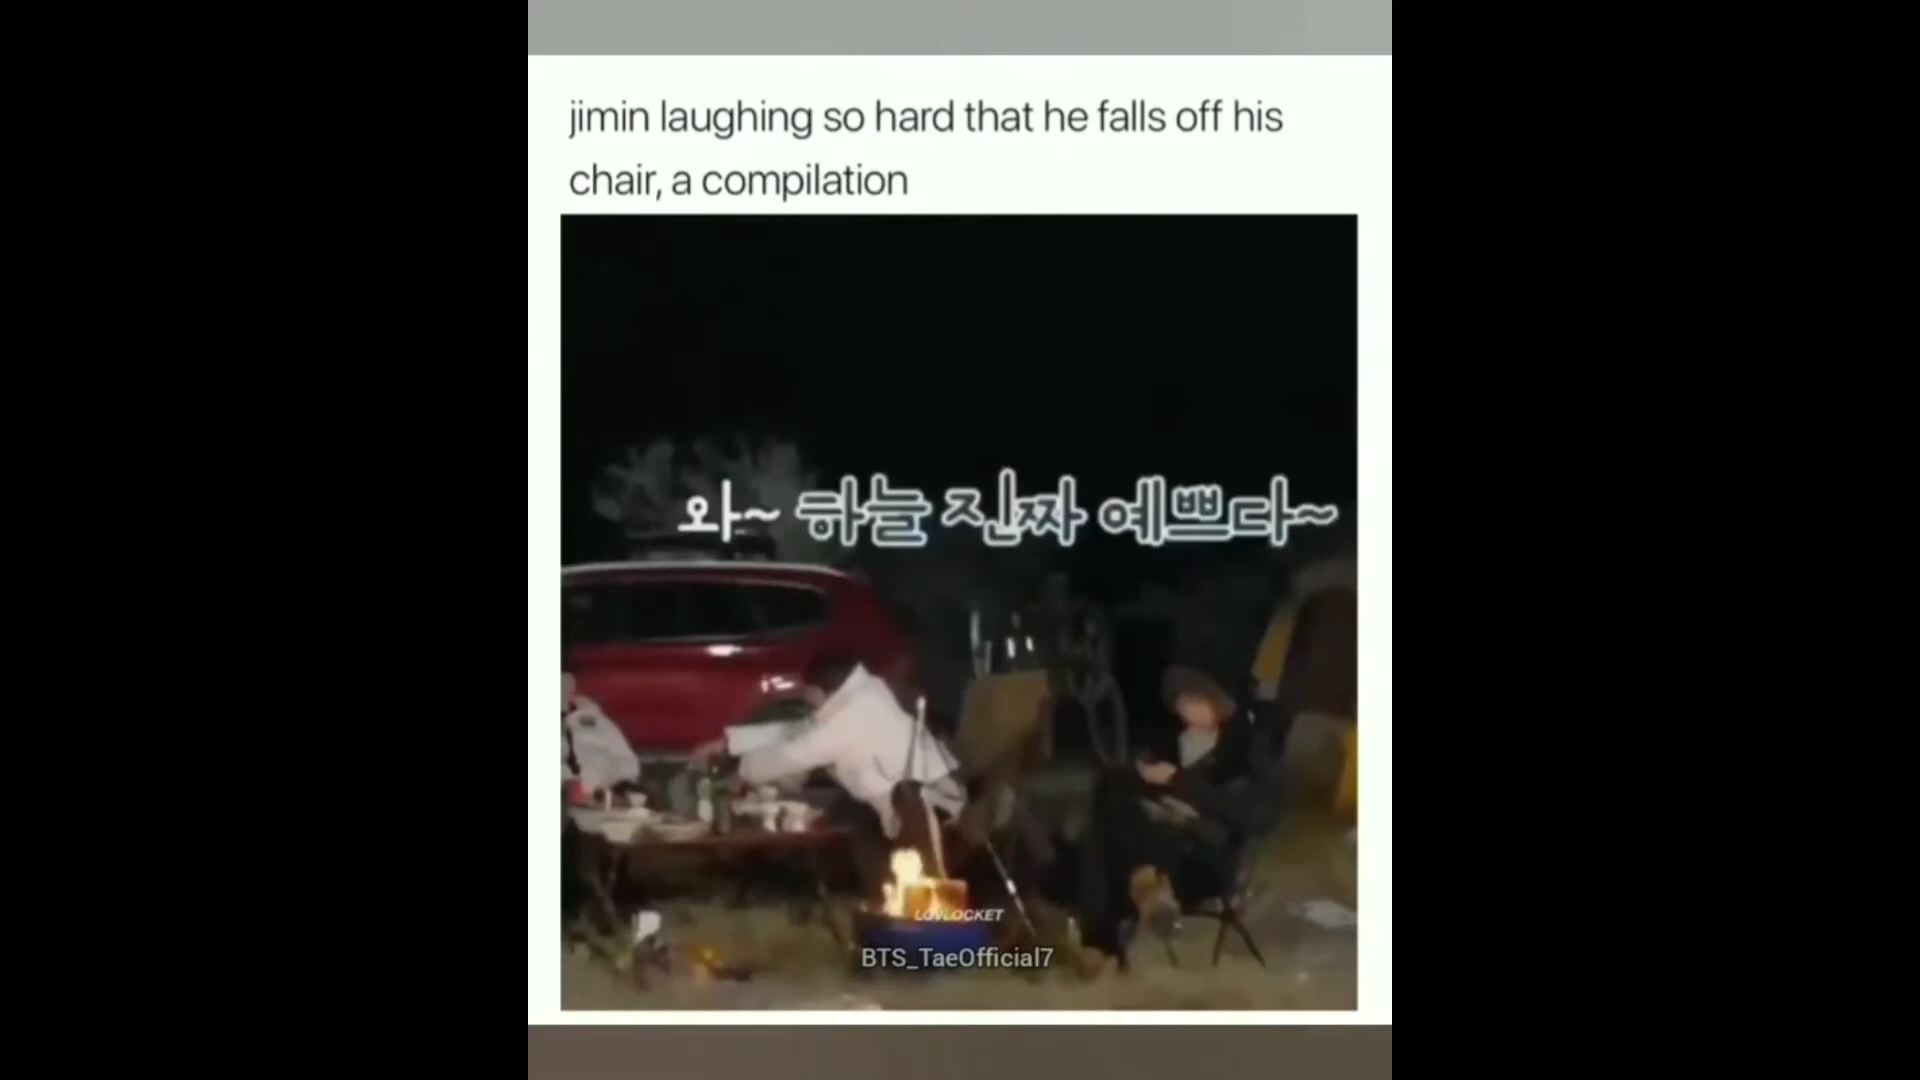 jimin laughing so hard that he falls off his
chair, a compilation
와~ 하늘 진짜 예쁘다~
LOVLOCKET
BTS_TaeOfficial7